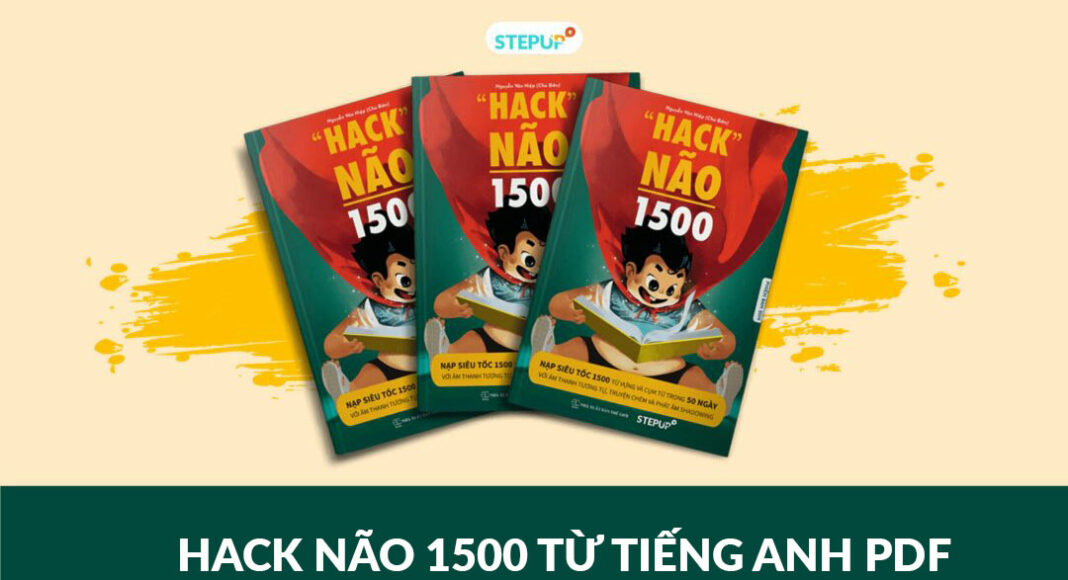 STEPUP
Nguyễn Văn Hiệp (Chủ Biên)
"HACK"
NÃO
1500
NẠP SIÊU TỐC 1500
VỚI ÂM THANH TƯƠNG TỰ
Nguyễn Văn Hiệp (Chủ Biên)
"HACK"
NÃO
1500
NẠP SIÊU TỐC 1500
VỚI ÂM THANH TƯƠNG TỰ
Nguyễn Văn Hiệp (Chủ Biên)
"HACK"
NÃO
1500
NẠP SIÊU TỐC 1500 TỪ VỰNG VÀ CỤM TỪ TRONG 50 NGÀY
VỚI ÂM THANH TƯƠNG TỰ, TRUYỆN CHÊM VÀ PHÁT ÂM SHADOWING
STEPUP
HACK NÃO 1500 TỪ TIẾNG ANH PDF